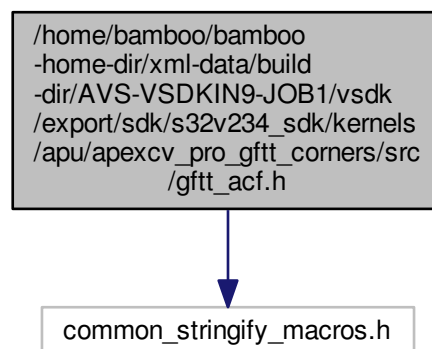 /home/bamboo/bamboo
-home-dir/xml-data/build
-dir/AVS-VSDKIN9-JOB1/vsdk
/export/sdk/s32v234_sdk/kernels
/apu/apexcv_pro_gftt_corners/src
/gftt_acf.h
common_stringify_macros.h